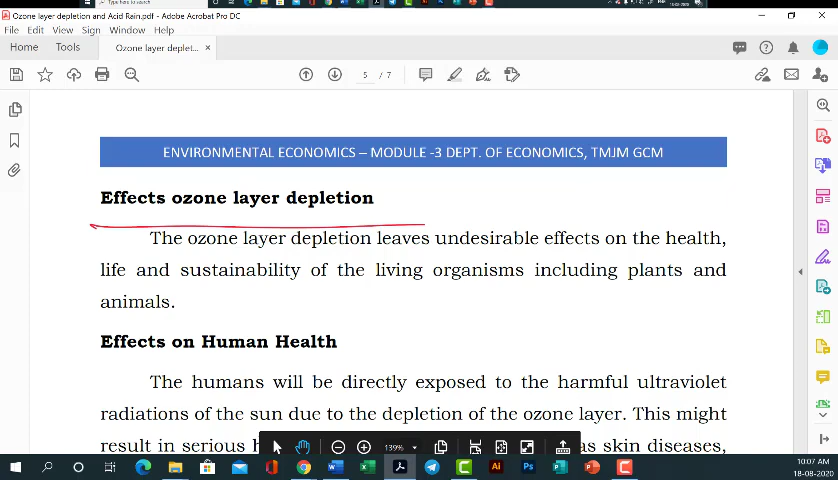 Ozone layer depletion and Acid Rain.pdf - Adobe Acrobat Pro DC
File Edit View Sign Window Help
Home Tools Ozone layer deplet... ×
5 / 7
ENVIRONMENTAL ECONOMICS – MODULE -3 DEPT. OF ECONOMICS, TMJM GCM
Effects ozone layer depletion
The ozone layer depletion leaves undesirable effects on the health,
life and sustainability of the living organisms including plants and
animals.
Effects on Human Health
The humans will be directly exposed to the harmful ultraviolet
radiations of the sun due to the depletion of the ozone layer. This might
result in serious as skin diseases,
139%
10:07 AM
18-08-2020